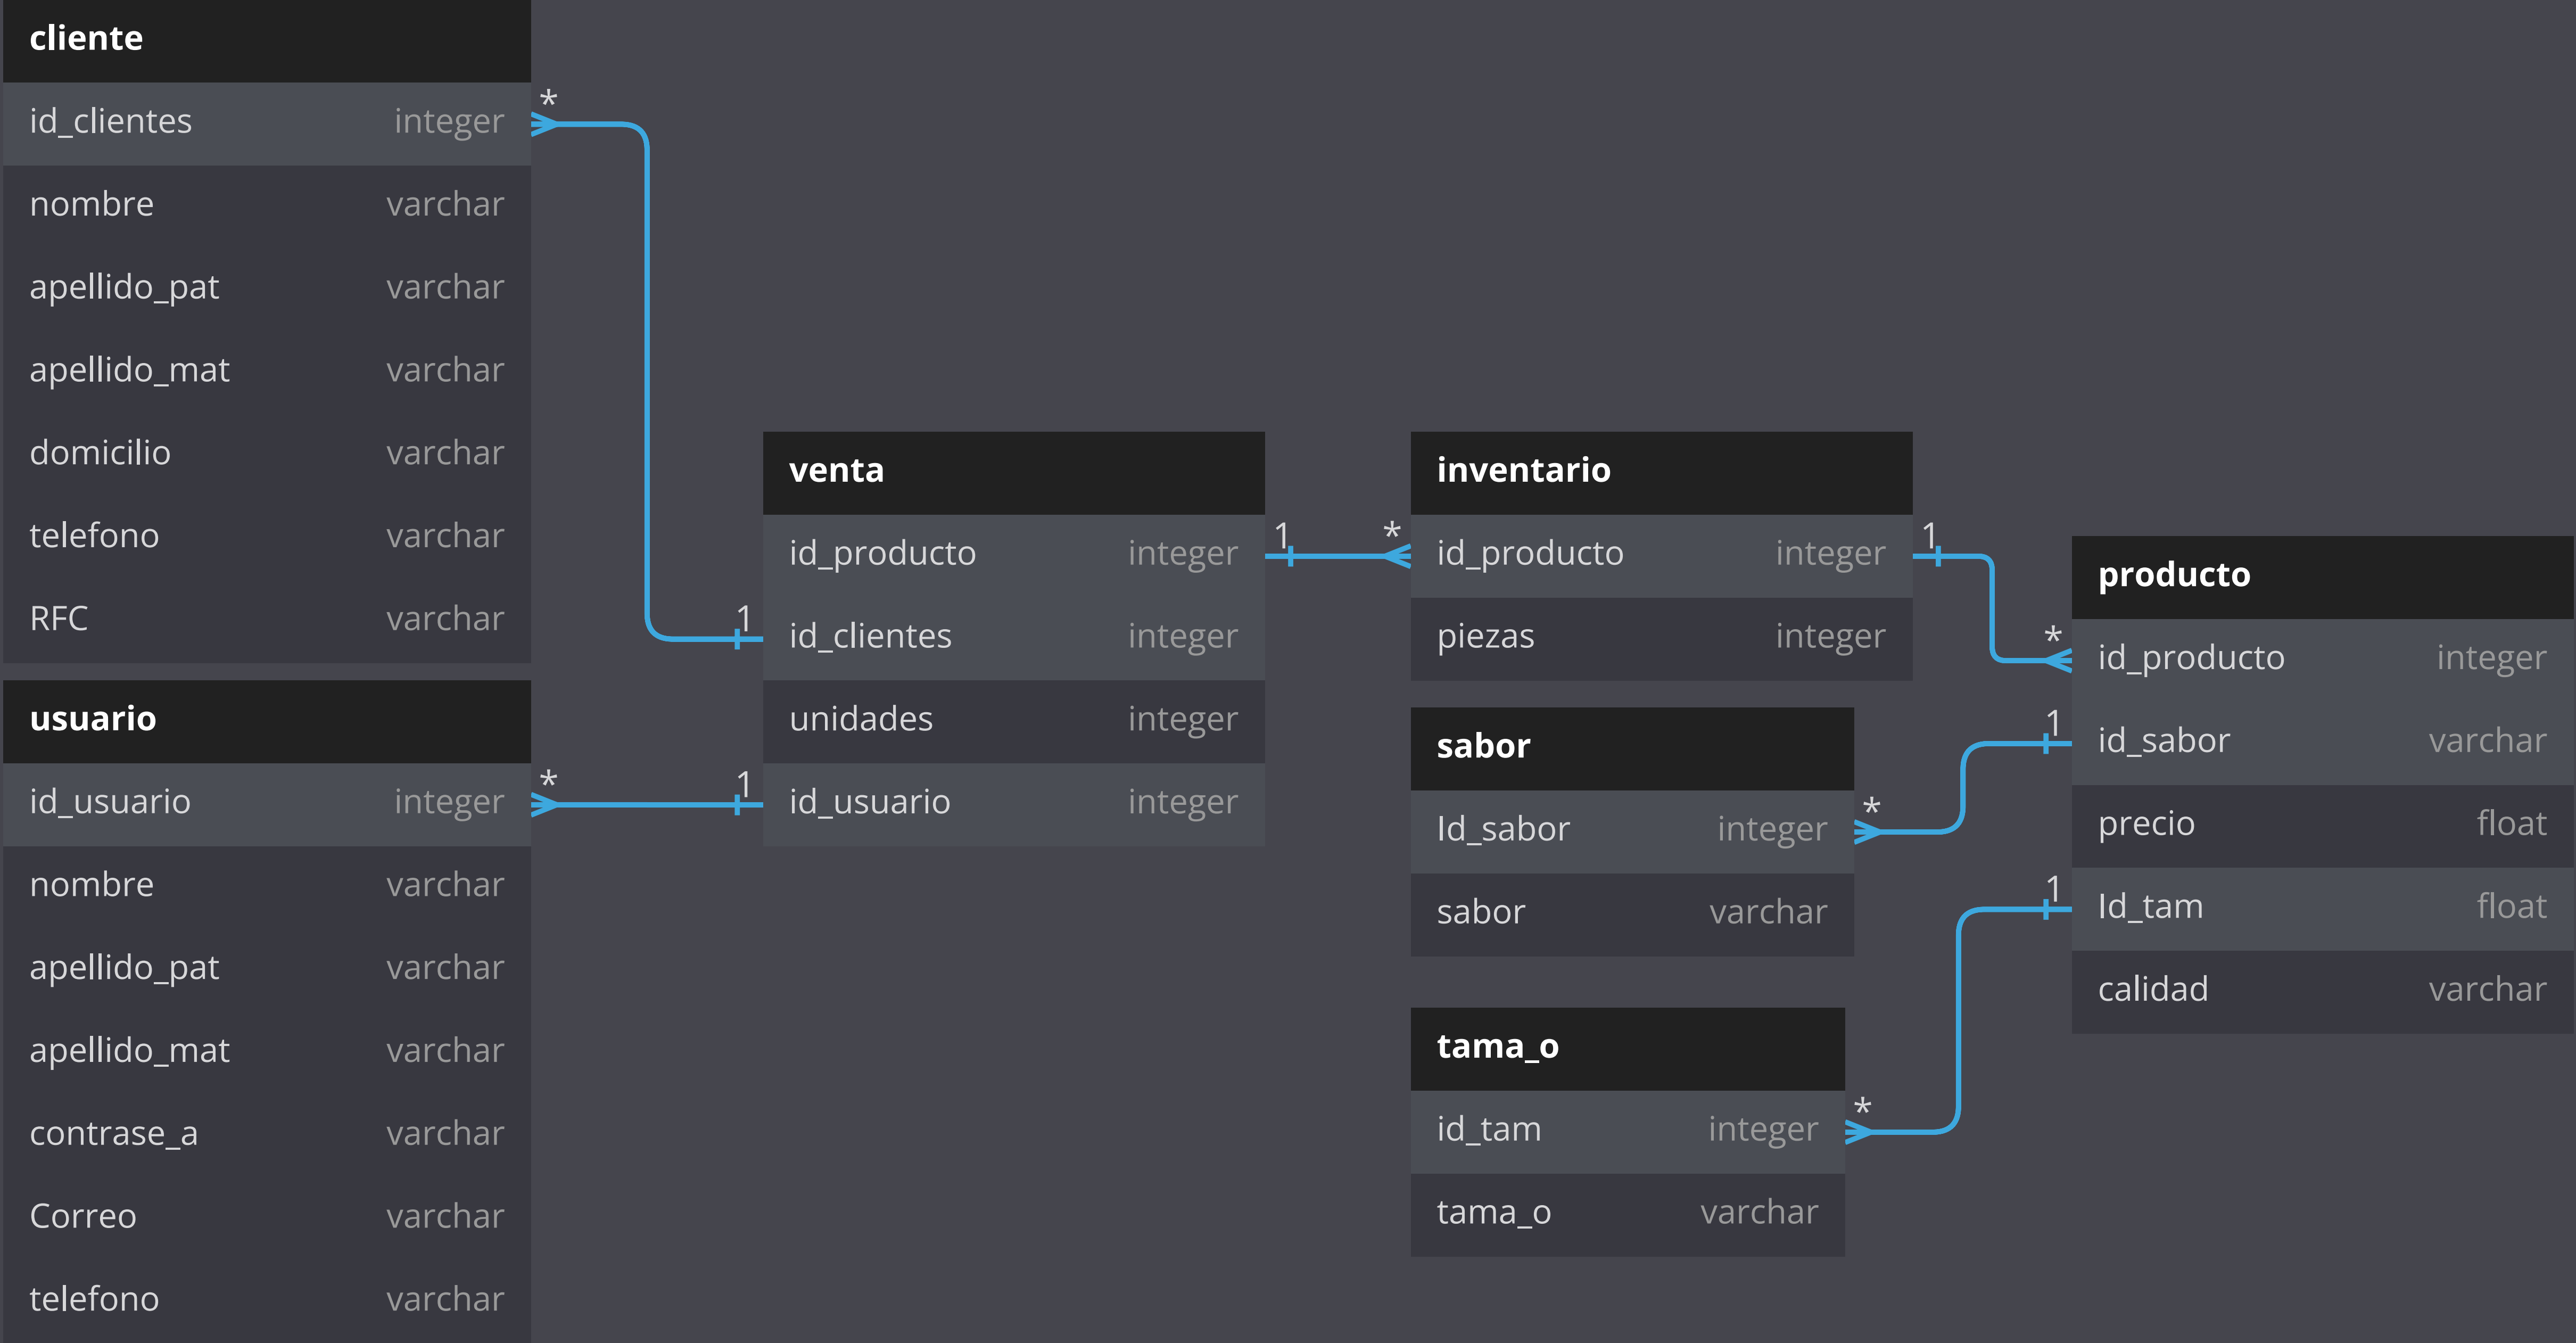 cliente
id_clientes integer
nombre varchar
apellido_pat varchar
apellido_mat varchar
domicilio varchar
telefono varchar
RFC varchar
usuario
id_usuario integer
nombre varchar
apellido_pat varchar
apellido_mat varchar
contrase_a varchar
Correo varchar
telefono varchar
* 1
* 1
venta
id_producto integer
id_clientes integer
unidades integer
id_usuario integer
1 *
inventario
id_producto integer
piezas integer
1 *
sabor
Id_sabor integer
sabor varchar
* 1
tama_o
id_tam integer
tama_o varchar
* 1
producto
id_producto integer
id_sabor varchar
precio float
Id_tam float
calidad varchar